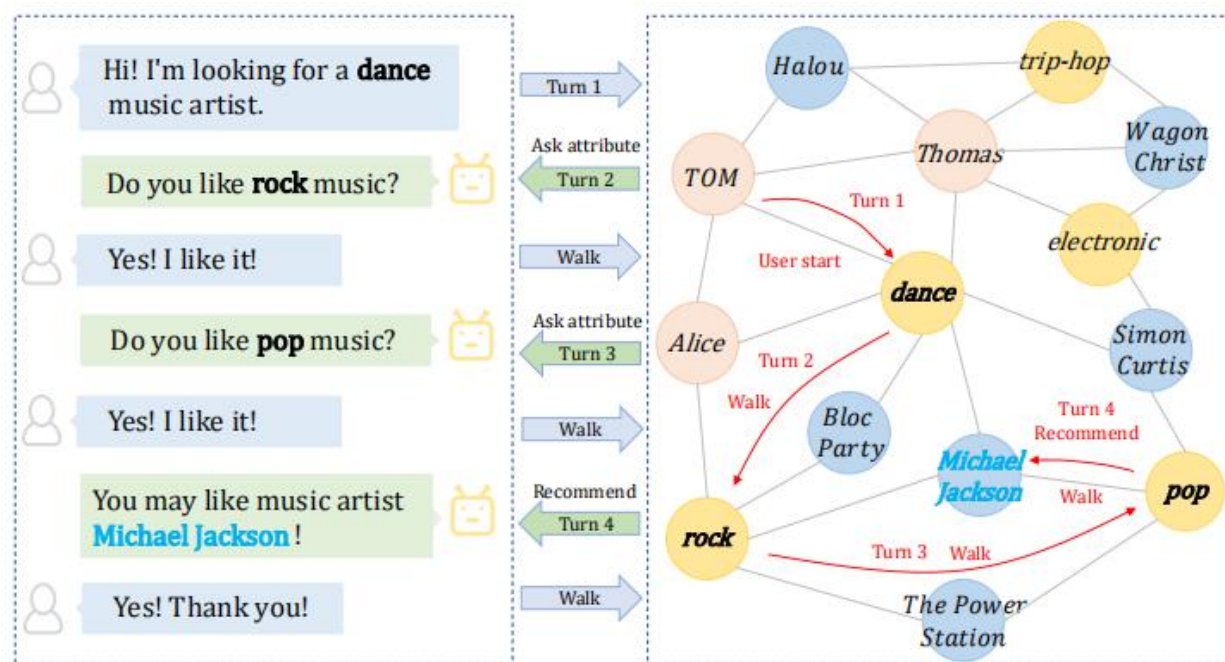 Hi! I'm looking for a dance
music artist.
Turn 1
Ask attribute
Do you like rock music?
Turn 2
Yes! I like it!
Walk
Ask attribute
Do you like pop music?
Turn 3
Yes! I like it!
Walk
You may like music artist
Michael Jackson !
Recommend
Turn 4
Yes! Thank you!
Walk
Halou
trip-hop
Thomas
Wagon
Christ
TOM
Turn 1
User start
electronic
dance
Alice
Turn 2
Walk
Simon
Curtis
Bloc
Party
Turn 4
Recommend
Michael
Jackson
Walk
pop
rock
Turn 3 Walk
The Power
Station